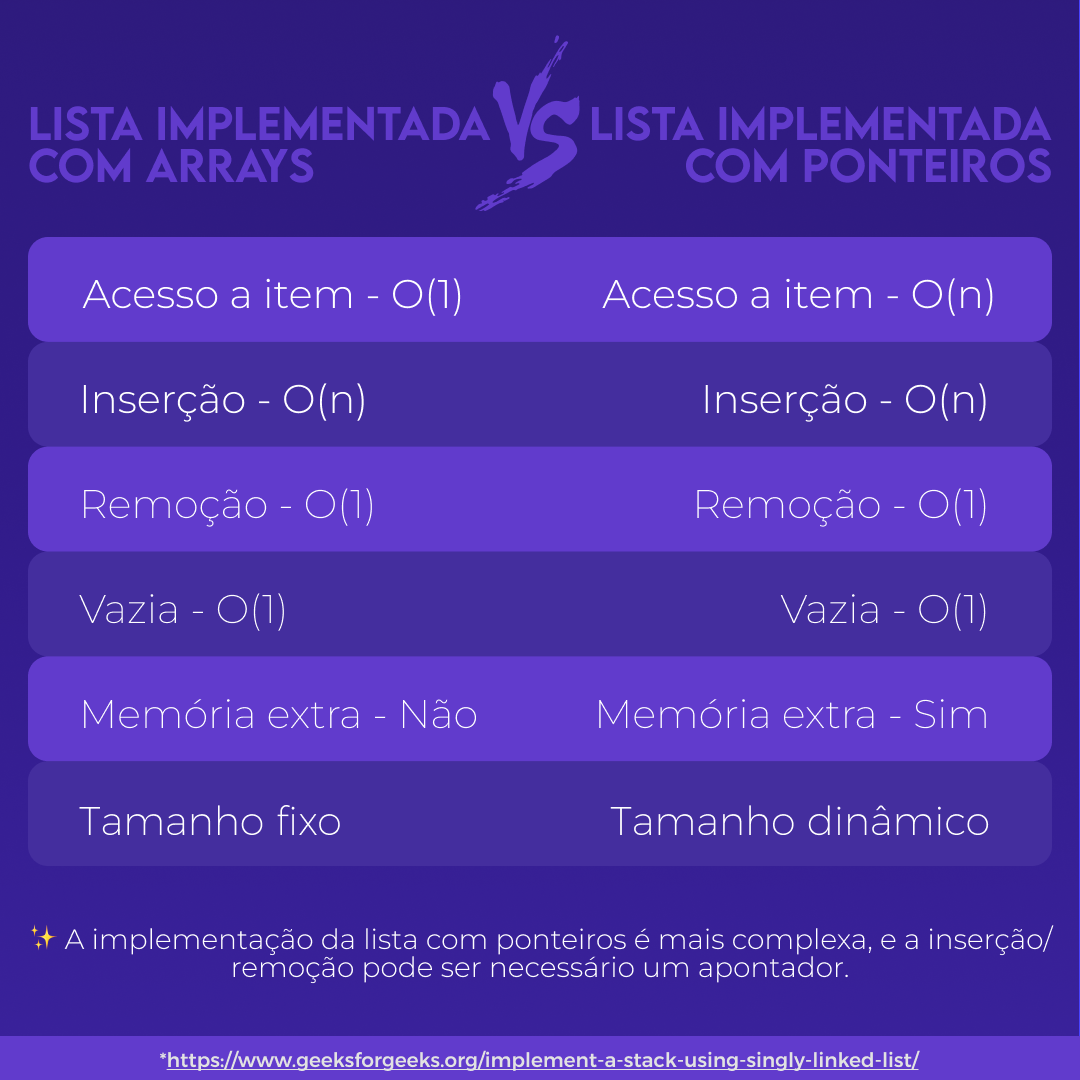 LISTA IMPLEMENTADA
COM ARRAYS
VS
LISTA IMPLEMENTADA
COM PONTEIROS
Acesso a item - O(1)
Acesso a item - O(n)
Inserção - O(n)
Inserção - O(n)
Remoção - O(1)
Remoção - O(1)
Vazia - O(1)
Vazia - O(1)
Memória extra - Não
Memória extra - Sim
Tamanho fixo
Tamanho dinâmico
✨ A implementação da lista com ponteiros é mais complexa, e a inserção/
remoção pode ser necessário um apontador.
*https://www.geeksforgeeks.org/implement-a-stack-using-singly-linked-list/